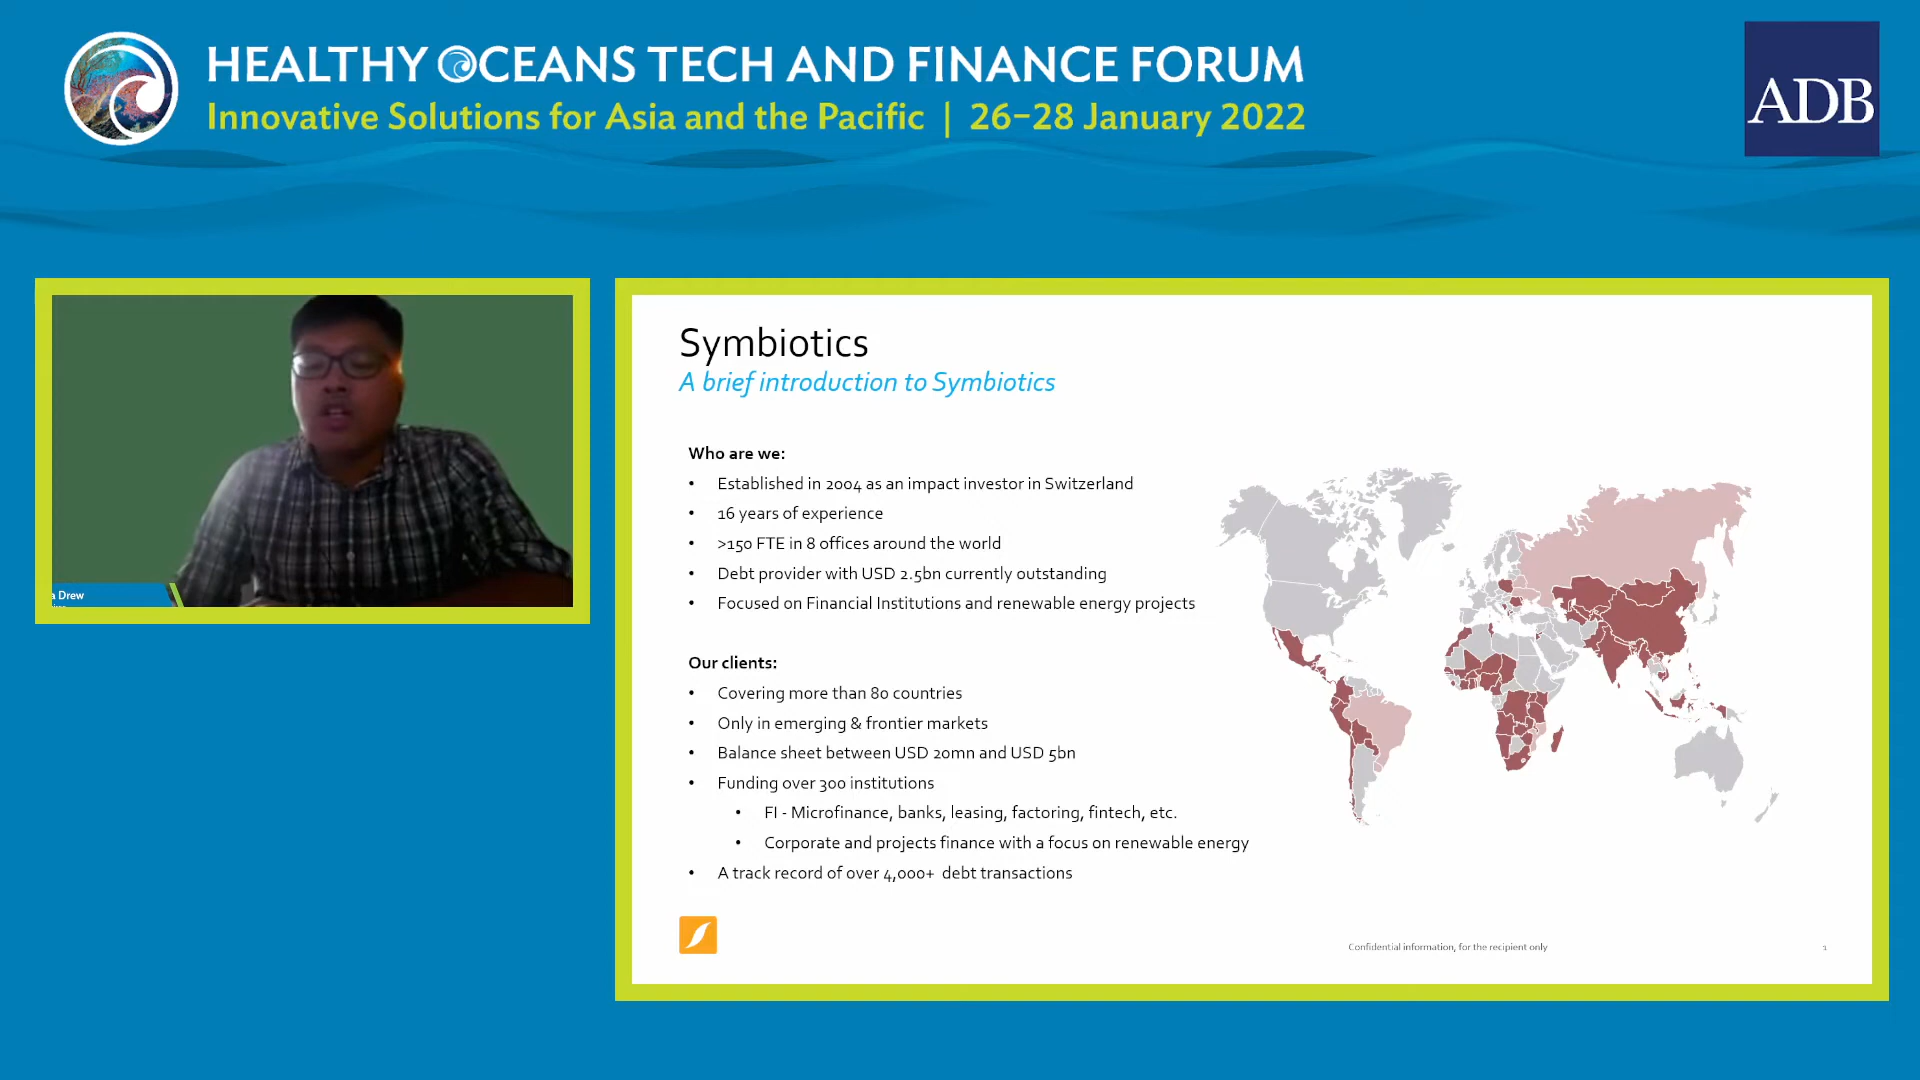 HEALTHY OCEANS TECH AND FINANCE FORUM
Innovative Solutions for Asia and the Pacific | 26–28 January 2022
ADB
Drew
Symbiotics
A brief introduction to Symbiotics
Who are we:
• Established in 2004 as an impact investor in Switzerland
• 16 years of experience
• >150 FTE in 8 offices around the world
• Debt provider with USD 2.5bn currently outstanding
• Focused on Financial Institutions and renewable energy projects
Our clients:
• Covering more than 80 countries
• Only in emerging & frontier markets
• Balance sheet between USD 20mn and USD 5bn
• Funding over 300 institutions
• FI - Microfinance, banks, leasing, factoring, fintech, etc.
• Corporate and projects finance with a focus on renewable energy
• A track record of over 4,000+ debt transactions
Confidential information, for the recipient only